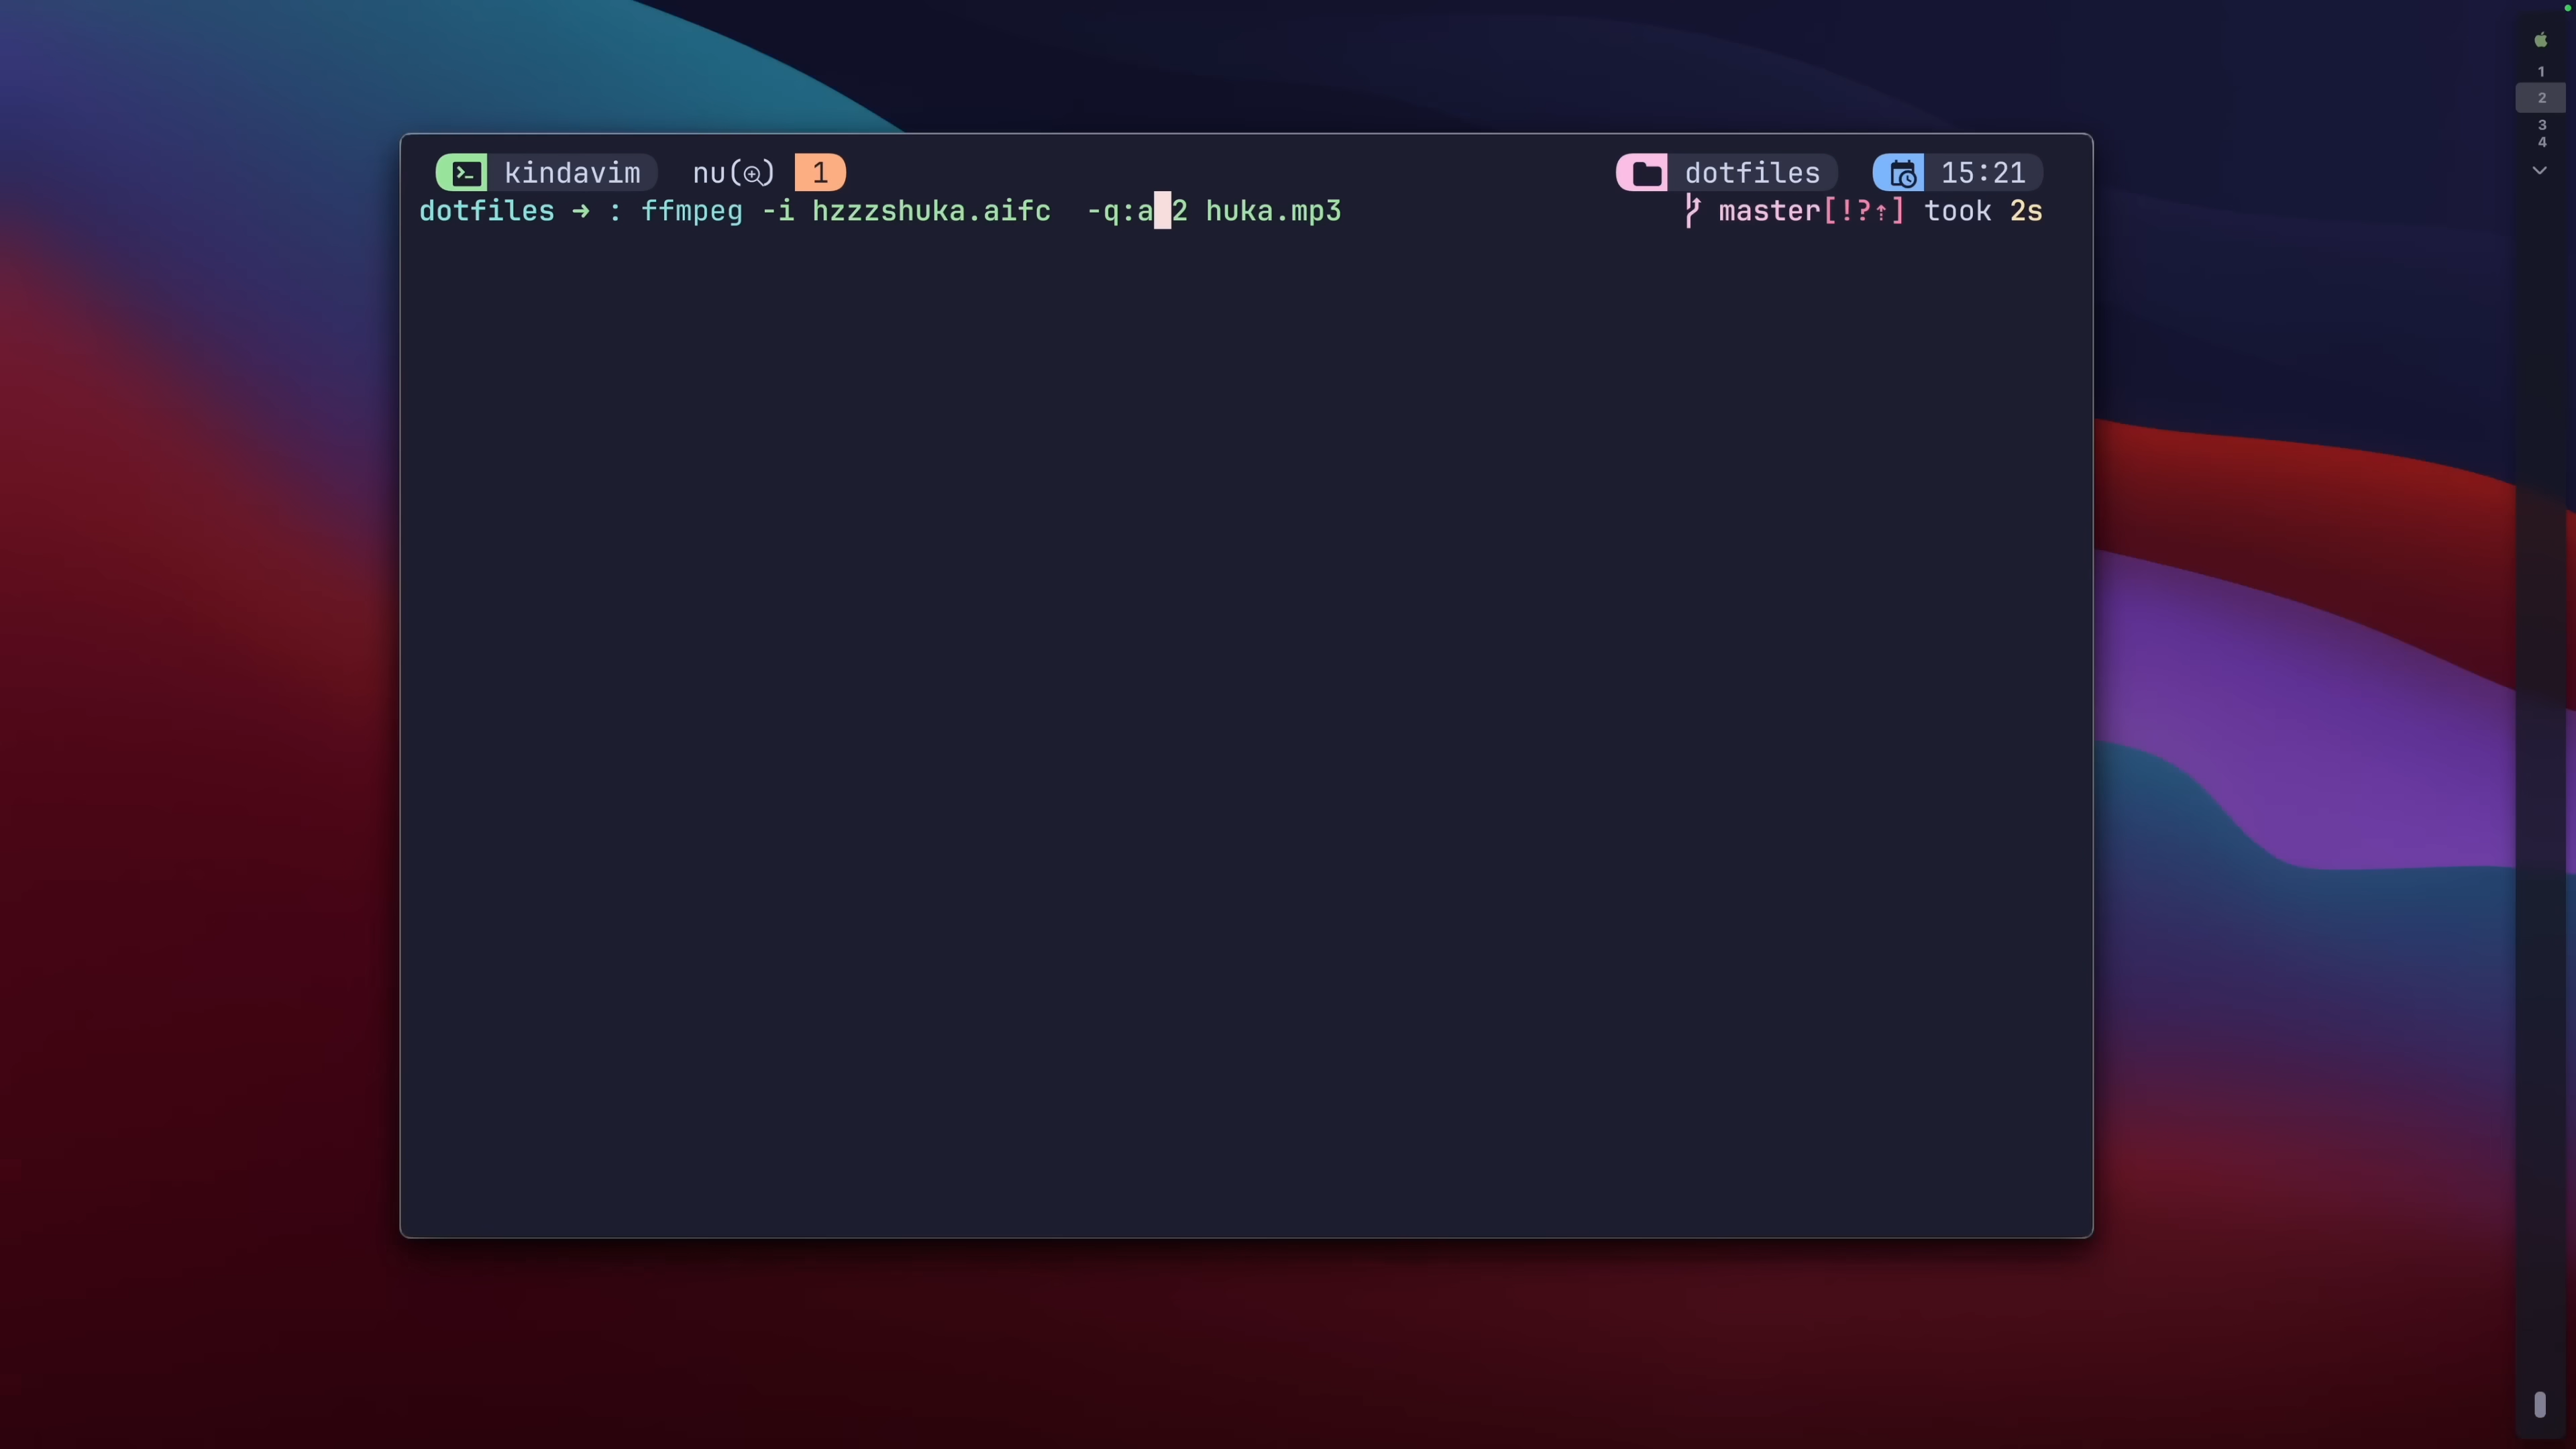 kindavim nu 1 dotfiles 15:21
dotfiles ➜ : ffmpeg -i hzzzshuka.aifc  -q:a 2 huka.mp3 master[!?⇡] took 2s
1
2
3
4